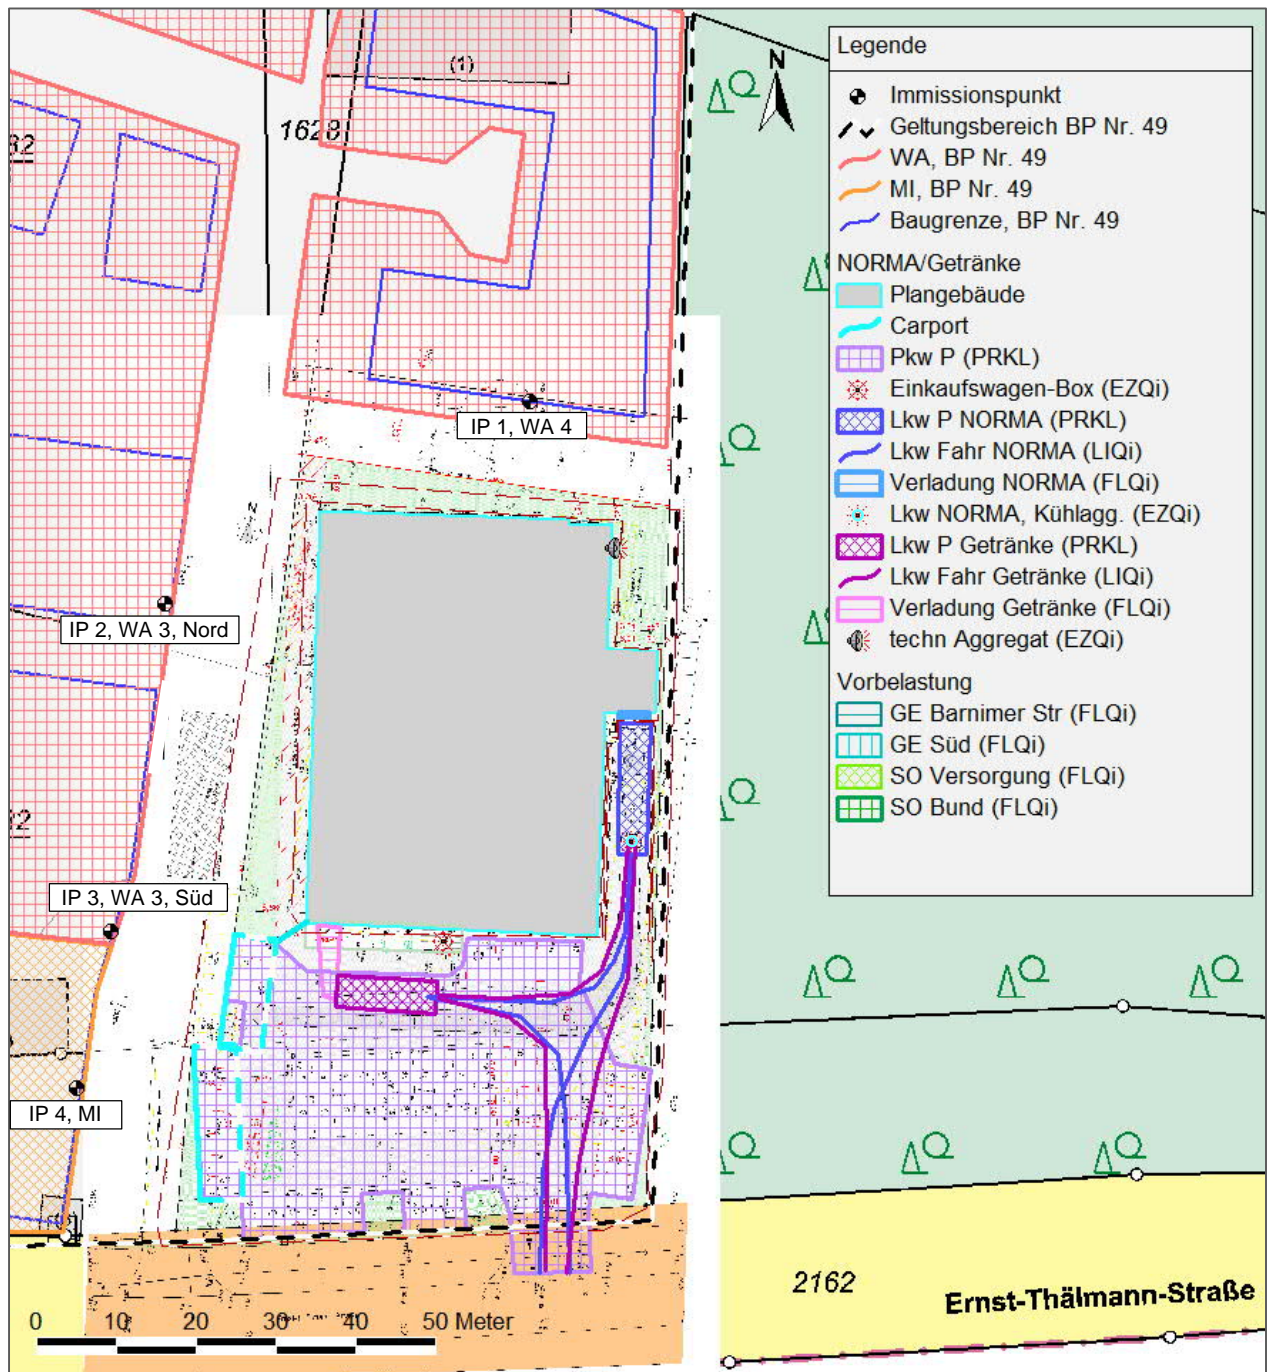 (1)
1628
32
22
IP 1, WA 4
IP 2, WA 3, Nord
IP 3, WA 3, Süd
IP 4, MI
N
Legende
Immissionspunkt
Geltungsbereich BP Nr. 49
WA, BP Nr. 49
MI, BP Nr. 49
Baugrenze, BP Nr. 49
NORMA/Getränke
Plangebäude
Carport
Pkw P (PRKL)
Einkaufswagen-Box (EZQi)
Lkw P NORMA (PRKL)
Lkw Fahr NORMA (LIQi)
Verladung NORMA (FLQi)
Lkw NORMA, Kühlagg. (EZQi)
Lkw P Getränke (PRKL)
Lkw Fahr Getränke (LIQi)
Verladung Getränke (FLQi)
techn Aggregat (EZQi)
Vorbelastung
GE Barnimer Str (FLQi)
GE Süd (FLQi)
SO Versorgung (FLQi)
SO Bund (FLQi)
2162
Ernst-Thälmann-Straße
0 10 20 30 40 50 Meter